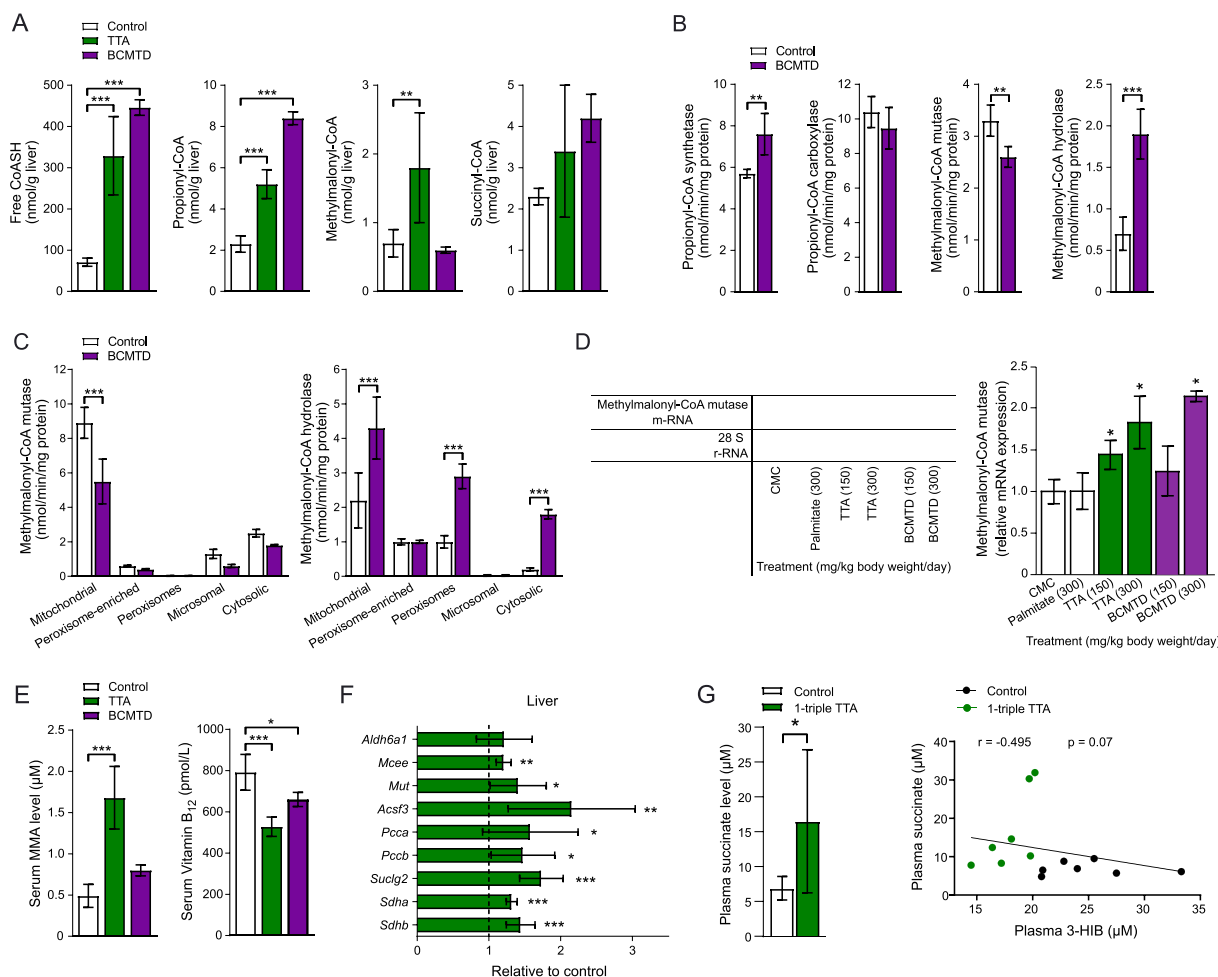 A
Control
TTA
BCMTD
Free CoASH
(nmol/g liver)
500
400
300
200
100
0
***
***
Propionyl-CoA
(nmol/g liver)
10
8
6
4
2
0
***
***
Methylmalonyl-CoA
(nmol/g liver)
3
2
1
0
**
Succinyl-CoA
(nmol/g liver)
5
4
3
2
1
0
B
Control
BCMTD
Propionyl-CoA synthetase
(nmol/min/mg protein)
10
8
6
4
2
0
**
Propionyl-CoA carboxylase
(nmol/min/mg protein)
12
10
8
6
4
2
0
Methylmalonyl-CoA mutase
(nmol/min/mg protein)
4
3
2
1
0
**
Methylmalonyl-CoA hydrolase
(nmol/min/mg protein)
2.5
2.0
1.5
1.0
0.5
0.0
***
C
Control
BCMTD
Methylmalonyl-CoA mutase
(nmol/min/mg protein)
12
10
8
6
4
2
0
***
Mitochondrial
Peroxisome-enriched
Peroxisomes
Microsomal
Cytosolic
Methylmalonyl-CoA hydrolase
(nmol/min/mg protein)
6
5
4
3
2
1
0
***
***
***
Mitochondrial
Peroxisome-enriched
Peroxisomes
Microsomal
Cytosolic
D
Methylmalonyl-CoA mutase
m-RNA
28 S
r-RNA
CMC
Palmitate (300)
TTA (150)
TTA (300)
BCMTD (150)
BCMTD (300)
Treatment (mg/kg body weight/day)
Methylmalonyl-CoA mutase
(relative mRNA expression)
2.5
2.0
1.5
1.0
0.5
0
*
*
*
CMC
Palmitate (300)
TTA (150)
TTA (300)
BCMTD (150)
BCMTD (300)
Treatment (mg/kg body weight/day)
E
Control
TTA
BCMTD
Serum MMA level (µM)
2.5
2.0
1.5
1.0
0.5
0.0
***
Serum Vitamin B12 (pmol/L)
1000
800
600
400
200
0
*
***
F
Liver
Aldh6a1
Mcee **
Mut *
Acsf3 **
Pcca *
Pccb *
Suclg2 ***
Sdha ***
Sdhb ***
0 1 2 3
Relative to control
G
Control
1-triple TTA
Plasma succinate level (µM)
30
25
20
15
10
5
0
*
Control
1-triple TTA
r = -0.495 p = 0.07
Plasma succinate (µM)
40
30
20
10
0
15 20 25 30 35
Plasma 3-HIB (µM)